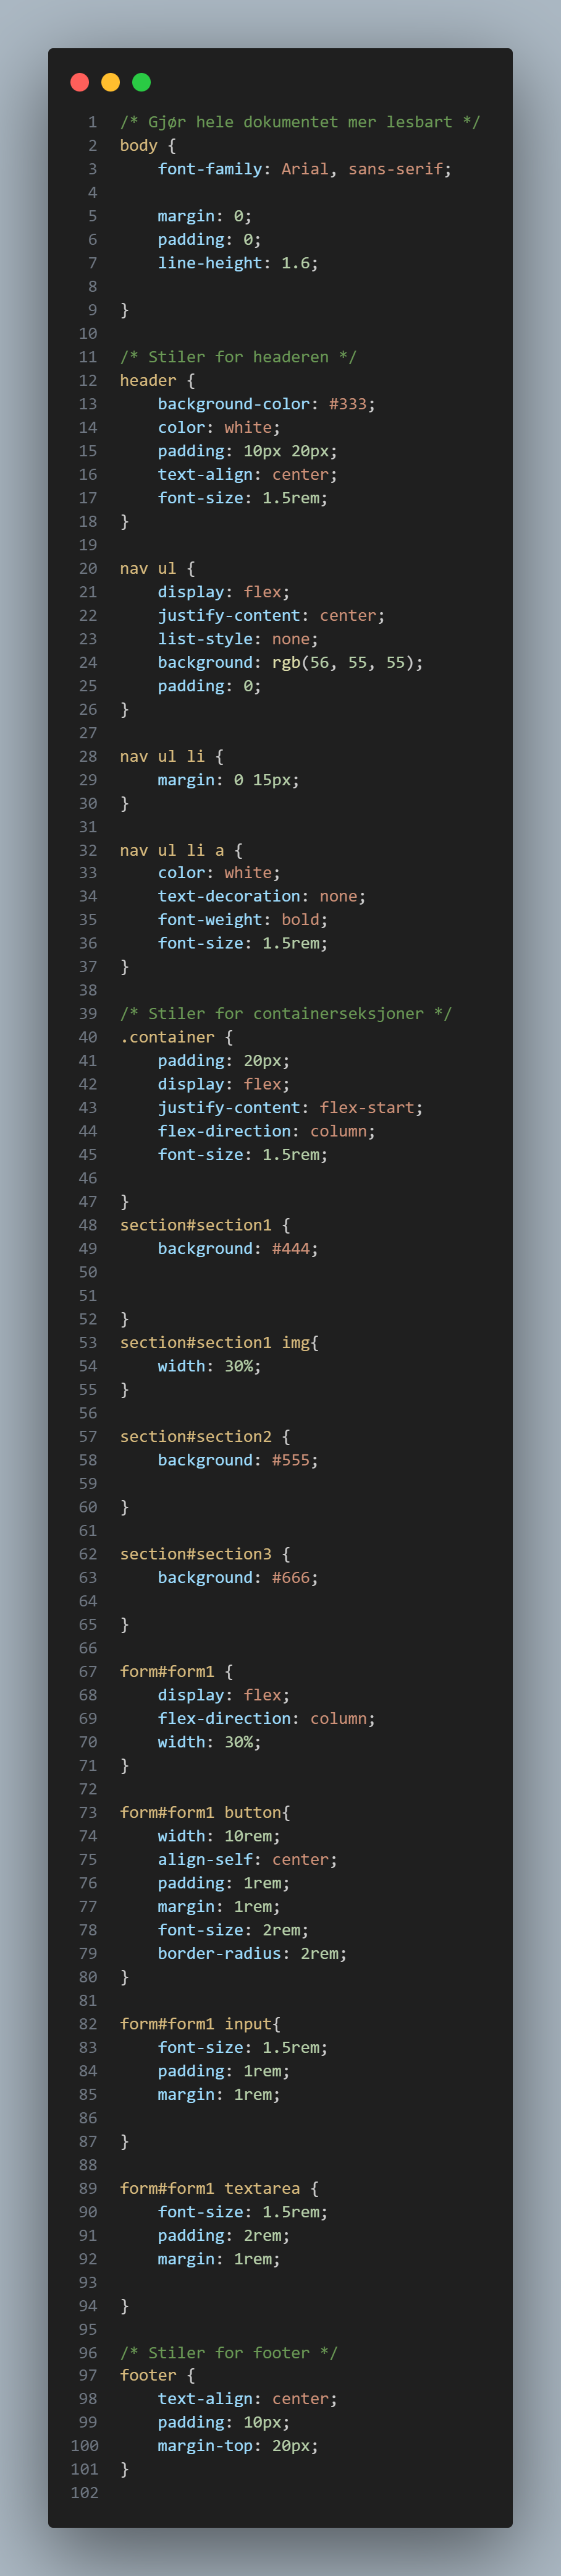 1 /* Gjør hele dokumentet mer lesbart */
2 body {
3     font-family: Arial, sans-serif;
4
5     margin: 0;
6     padding: 0;
7     line-height: 1.6;
8
9 }
10
11 /* Stiler for headeren */
12 header {
13     background-color: #333;
14     color: white;
15     padding: 10px 20px;
16     text-align: center;
17     font-size: 1.5rem;
18 }
19
20 nav ul {
21     display: flex;
22     justify-content: center;
23     list-style: none;
24     background: rgb(56, 55, 55);
25     padding: 0;
26 }
27
28 nav ul li {
29     margin: 0 15px;
30 }
31
32 nav ul li a {
33     color: white;
34     text-decoration: none;
35     font-weight: bold;
36     font-size: 1.5rem;
37 }
38
39 /* Stiler for containerseksjoner */
40 .container {
41     padding: 20px;
42     display: flex;
43     justify-content: flex-start;
44     flex-direction: column;
45     font-size: 1.5rem;
46
47 }
48 section#section1 {
49     background: #444;
50
51
52 }
53 section#section1 img{
54     width: 30%;
55 }
56
57 section#section2 {
58     background: #555;
59
60 }
61
62 section#section3 {
63     background: #666;
64
65 }
66
67 form#form1 {
68     display: flex;
69     flex-direction: column;
70     width: 30%;
71 }
72
73 form#form1 button{
74     width: 10rem;
75     align-self: center;
76     padding: 1rem;
77     margin: 1rem;
78     font-size: 2rem;
79     border-radius: 2rem;
80 }
81
82 form#form1 input{
83     font-size: 1.5rem;
84     padding: 1rem;
85     margin: 1rem;
86
87 }
88
89 form#form1 textarea {
90     font-size: 1.5rem;
91     padding: 2rem;
92     margin: 1rem;
93
94 }
95
96 /* Stiler for footer */
97 footer {
98     text-align: center;
99     padding: 10px;
100     margin-top: 20px;
101 }
102